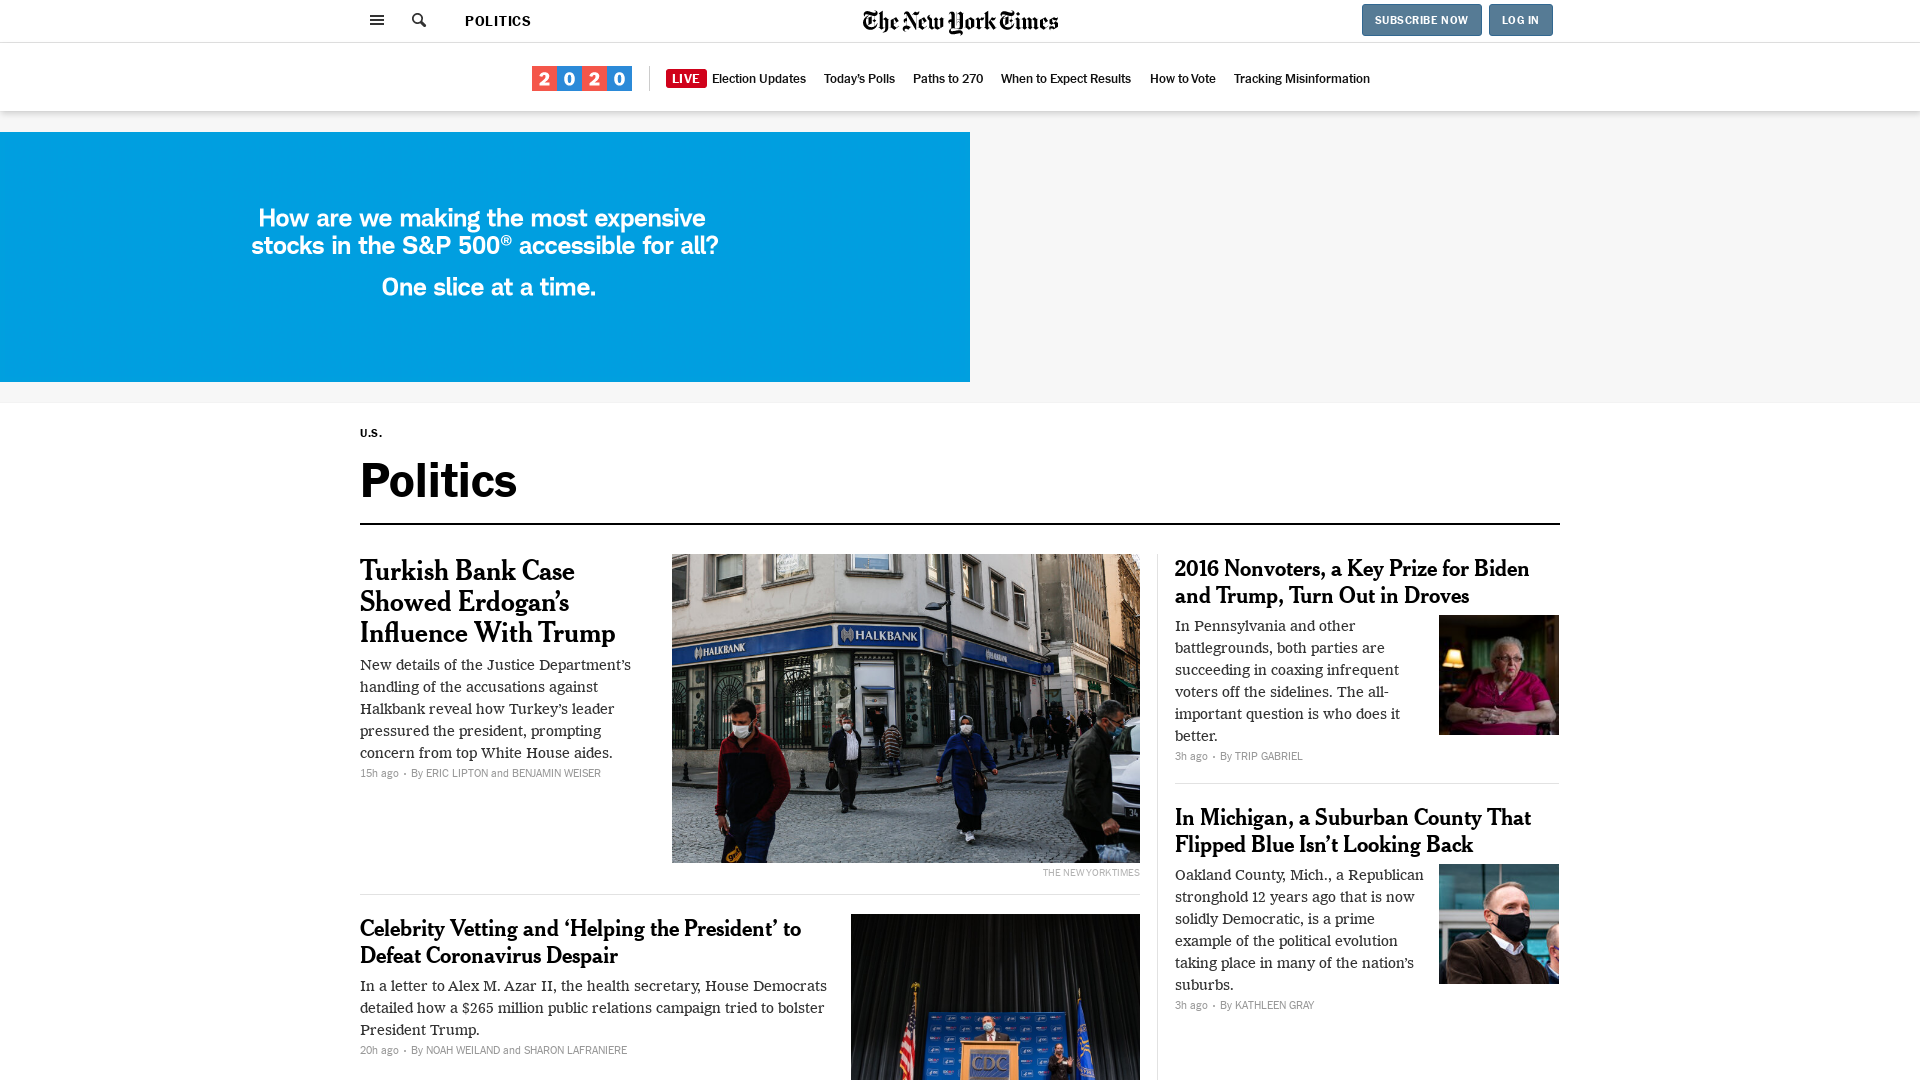 POLITICS
The New York Times
SUBSCRIBE NOW
LOG IN
2020
LIVE Election Updates
Today's Polls
Paths to 270
When to Expect Results
How to Vote
Tracking Misinformation
How are we making the most expensive
stocks in the S&P 500® accessible for all?
One slice at a time.
U.S.
Politics
Turkish Bank Case
Showed Erdogan's
Influence With Trump
New details of the Justice Department's
handling of the accusations against
Halkbank reveal how Turkey's leader
pressured the president, prompting
concern from top White House aides.
15h ago • By ERIC LIPTON and BENJAMIN WEISER
HALKBANK
HALKBANK
HALKBANK
34
THE NEW YORK TIMES
Celebrity Vetting and ‘Helping the President’ to
Defeat Coronavirus Despair
In a letter to Alex M. Azar II, the health secretary, House Democrats
detailed how a $265 million public relations campaign tried to bolster
President Trump.
20h ago • By NOAH WEILAND and SHARON LAFRANIERE
CDC
2016 Nonvoters, a Key Prize for Biden
and Trump, Turn Out in Droves
In Pennsylvania and other
battlegrounds, both parties are
succeeding in coaxing infrequent
voters off the sidelines. The all-
important question is who does it
better.
3h ago • By TRIP GABRIEL
In Michigan, a Suburban County That
Flipped Blue Isn't Looking Back
Oakland County, Mich., a Republican
stronghold 12 years ago that is now
solidly Democratic, is a prime
example of the political evolution
taking place in many of the nation's
suburbs.
3h ago • By KATHLEEN GRAY